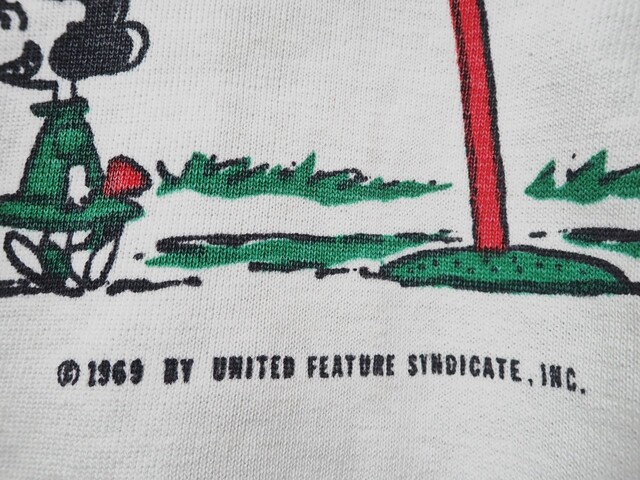 © 1969 BY UNITED FEATURE SYNDICATE, INC.